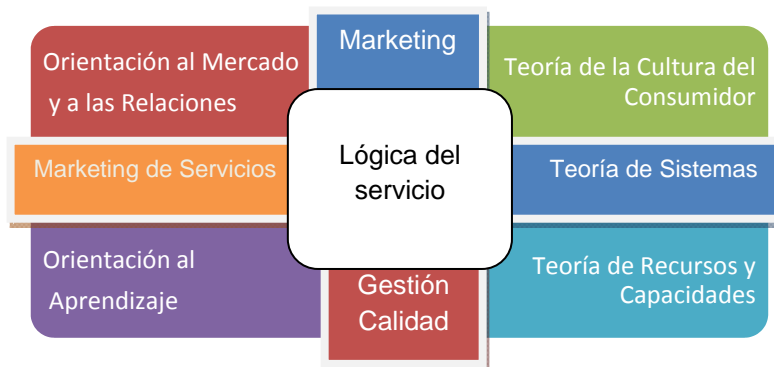 Marketing
Orientación al Mercado
y a las Relaciones
Teoría de la Cultura del
Consumidor
Marketing de Servicios
Lógica del
servicio
Teoría de Sistemas
Orientación al
Aprendizaje
Gestión
Calidad
Teoría de Recursos y
Capacidades